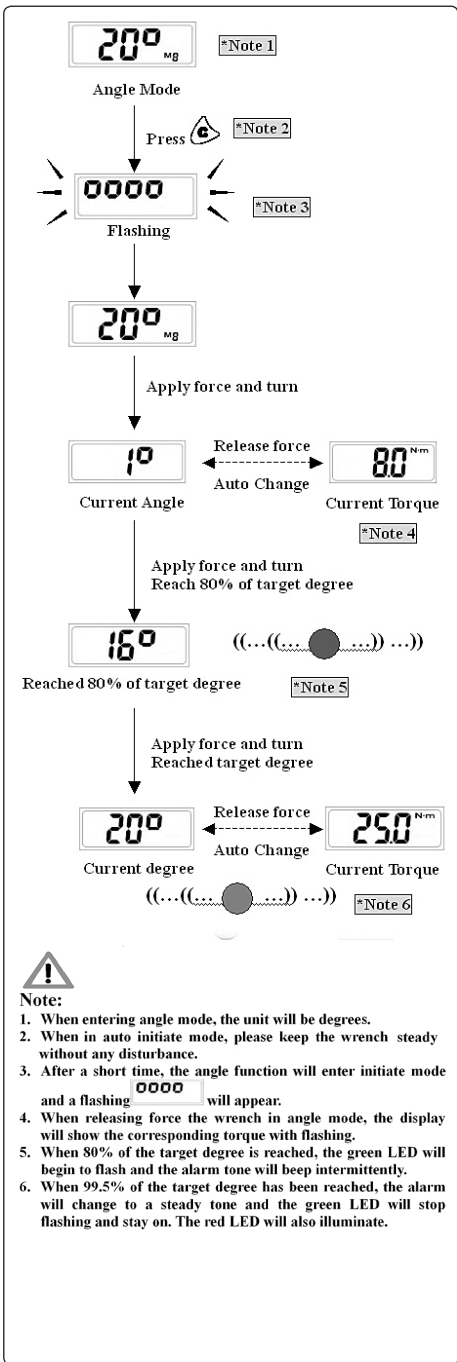 20° Mg *Note 1
Angle Mode
Press C *Note 2
0000 *Note 3
Flashing
20° Mg
Apply force and turn
1° Release force 8.0 N·m
Auto Change
Current Angle Current Torque
*Note 4
Apply force and turn
Reach 80% of target degree
16° ((...((... ...)) ...))
Reached 80% of target degree *Note 5
Apply force and turn
Reached target degree
20° Release force 25.0 N·m
Auto Change
Current degree Current Torque
((...((... ...)) ...)) *Note 6
!
Note:
1. When entering angle mode, the unit will be degrees.
2. When in auto initiate mode, please keep the wrench steady
without any disturbance.
3. After a short time, the angle function will enter initiate mode
and a flashing 0000 will appear.
4. When releasing force the wrench in angle mode, the display
will show the corresponding torque with flashing.
5. When 80% of the target degree is reached, the green LED will
begin to flash and the alarm tone will beep intermittently.
6. When 99.5% of the target degree has been reached, the alarm
will change to a steady tone and the green LED will stop
flashing and stay on. The red LED will also illuminate.